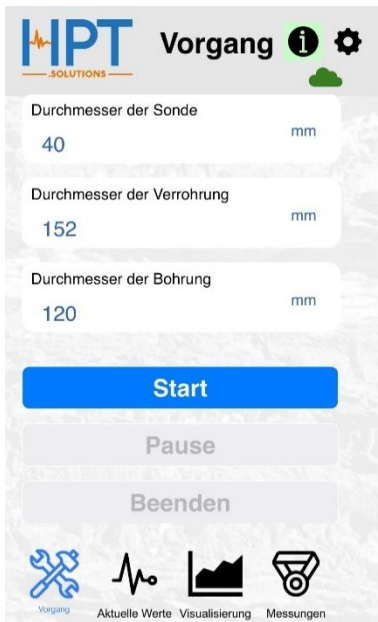 HPT
.SOLUTIONS
Vorgang
Durchmesser der Sonde
40 mm
Durchmesser der Verrohrung
152 mm
Durchmesser der Bohrung
120 mm
Start
Pause
Beenden
Vorgang Aktuelle Werte Visualisierung Messungen